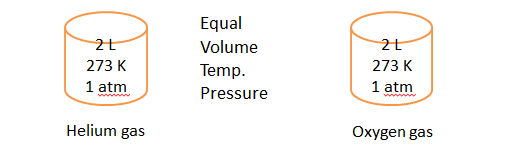 2 L
273 K
1 atm
Helium gas
Equal
Volume
Temp.
Pressure
2 L
273 K
1 atm
Oxygen gas